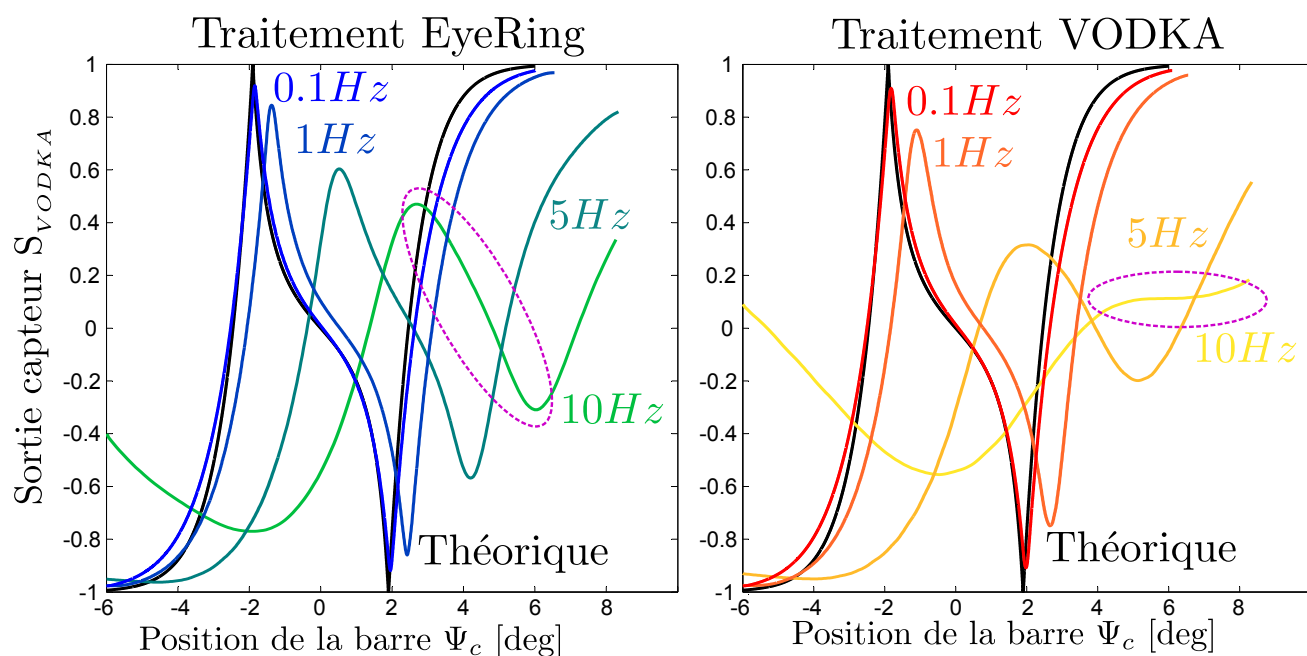 Traitement EyeRing
Sortie capteur S_VODKA
1
0.8
0.6
0.4
0.2
0
-0.2
-0.4
-0.6
-0.8
-1
-6
-4
-2
0
2
4
6
8
0.1Hz
1Hz
5Hz
10Hz
Théorique
Position de la barre Ψ_c [deg]
Traitement VODKA
1
0.8
0.6
0.4
0.2
0
-0.2
-0.4
-0.6
-0.8
-1
-6
-4
-2
0
2
4
6
8
0.1Hz
1Hz
5Hz
10Hz
Théorique
Position de la barre Ψ_c [deg]